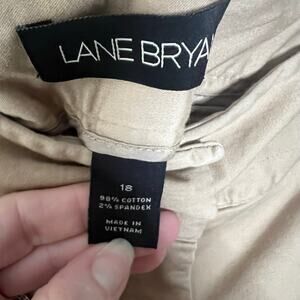 LANE BRYA
18
98% COTTON
2% SPANDEX
MADE IN
VIETNAM